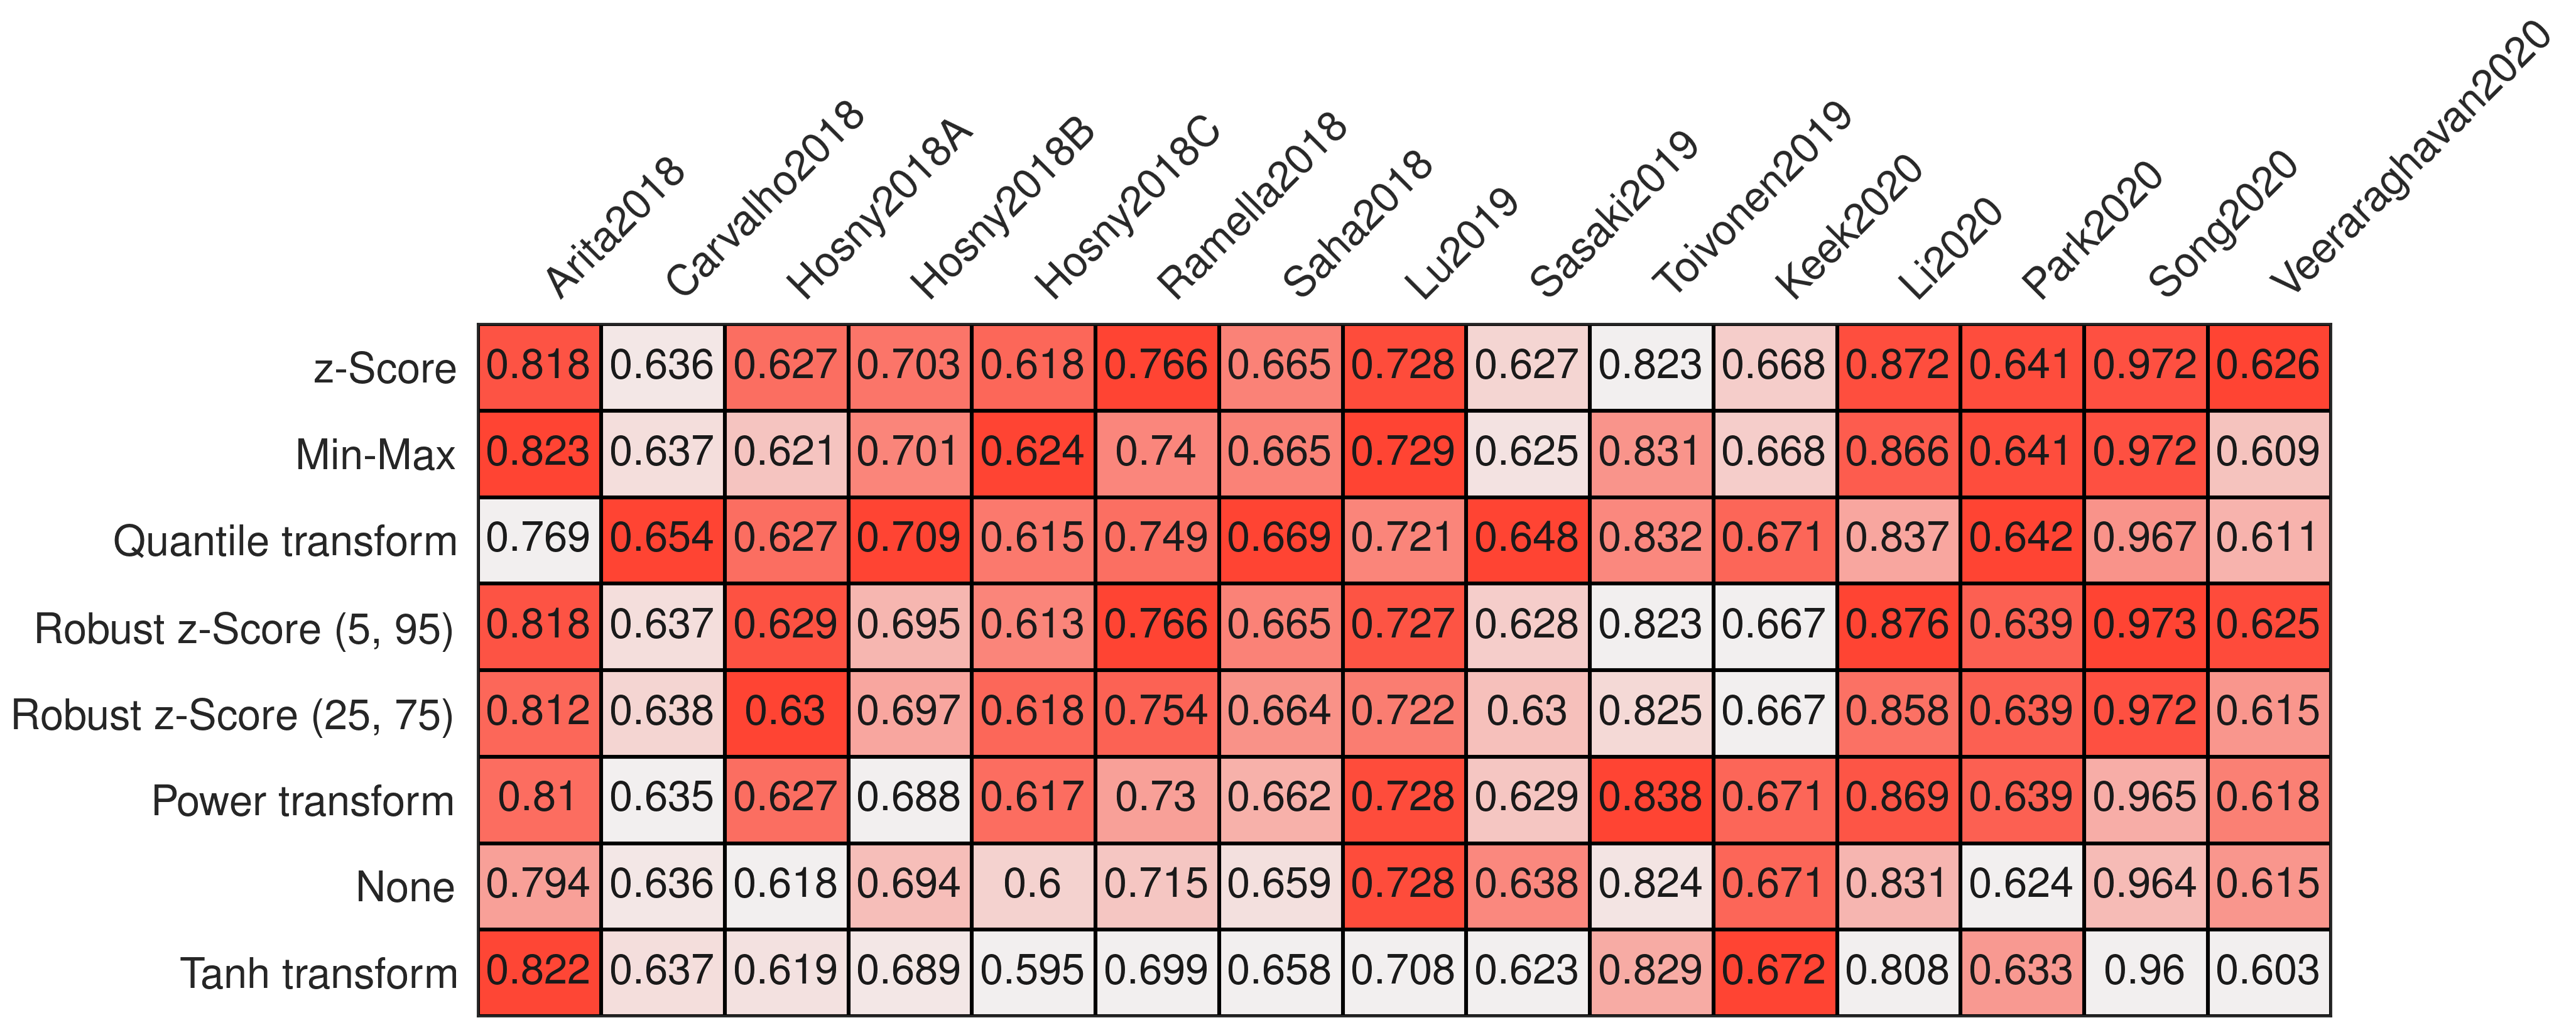 Arita2018 Carvalho2018 Hosny2018A Hosny2018B Hosny2018C Ramella2018 Saha2018 Lu2019 Sasaki2019 Toivonen2019 Keek2020 Li2020 Park2020 Song2020 Veeraraghavan2020
z-Score 0.818 0.636 0.627 0.703 0.618 0.766 0.665 0.728 0.627 0.823 0.668 0.872 0.641 0.972 0.626
Min-Max 0.823 0.637 0.621 0.701 0.624 0.74 0.665 0.729 0.625 0.831 0.668 0.866 0.641 0.972 0.609
Quantile transform 0.769 0.654 0.627 0.709 0.615 0.749 0.669 0.721 0.648 0.832 0.671 0.837 0.642 0.967 0.611
Robust z-Score (5, 95) 0.818 0.637 0.629 0.695 0.613 0.766 0.665 0.727 0.628 0.823 0.667 0.876 0.639 0.973 0.625
Robust z-Score (25, 75) 0.812 0.638 0.63 0.697 0.618 0.754 0.664 0.722 0.63 0.825 0.667 0.858 0.639 0.972 0.615
Power transform 0.81 0.635 0.627 0.688 0.617 0.73 0.662 0.728 0.629 0.838 0.671 0.869 0.639 0.965 0.618
None 0.794 0.636 0.618 0.694 0.6 0.715 0.659 0.728 0.638 0.824 0.671 0.831 0.624 0.964 0.615
Tanh transform 0.822 0.637 0.619 0.689 0.595 0.699 0.658 0.708 0.623 0.829 0.672 0.808 0.633 0.96 0.603